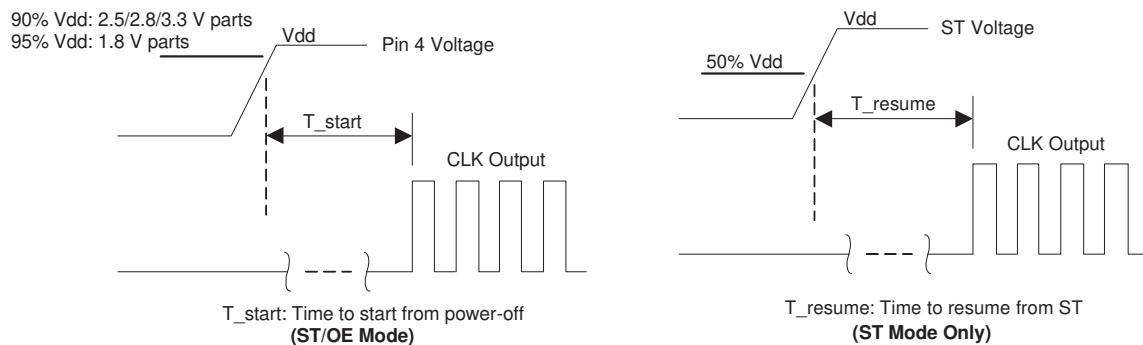 90% Vdd: 2.5/2.8/3.3 V parts
95% Vdd: 1.8 V parts
Vdd
Pin 4 Voltage
T_start
CLK Output
T_start: Time to start from power-off
(ST/OE Mode)
Vdd
ST Voltage
50% Vdd
T_resume
CLK Output
T_resume: Time to resume from ST
(ST Mode Only)